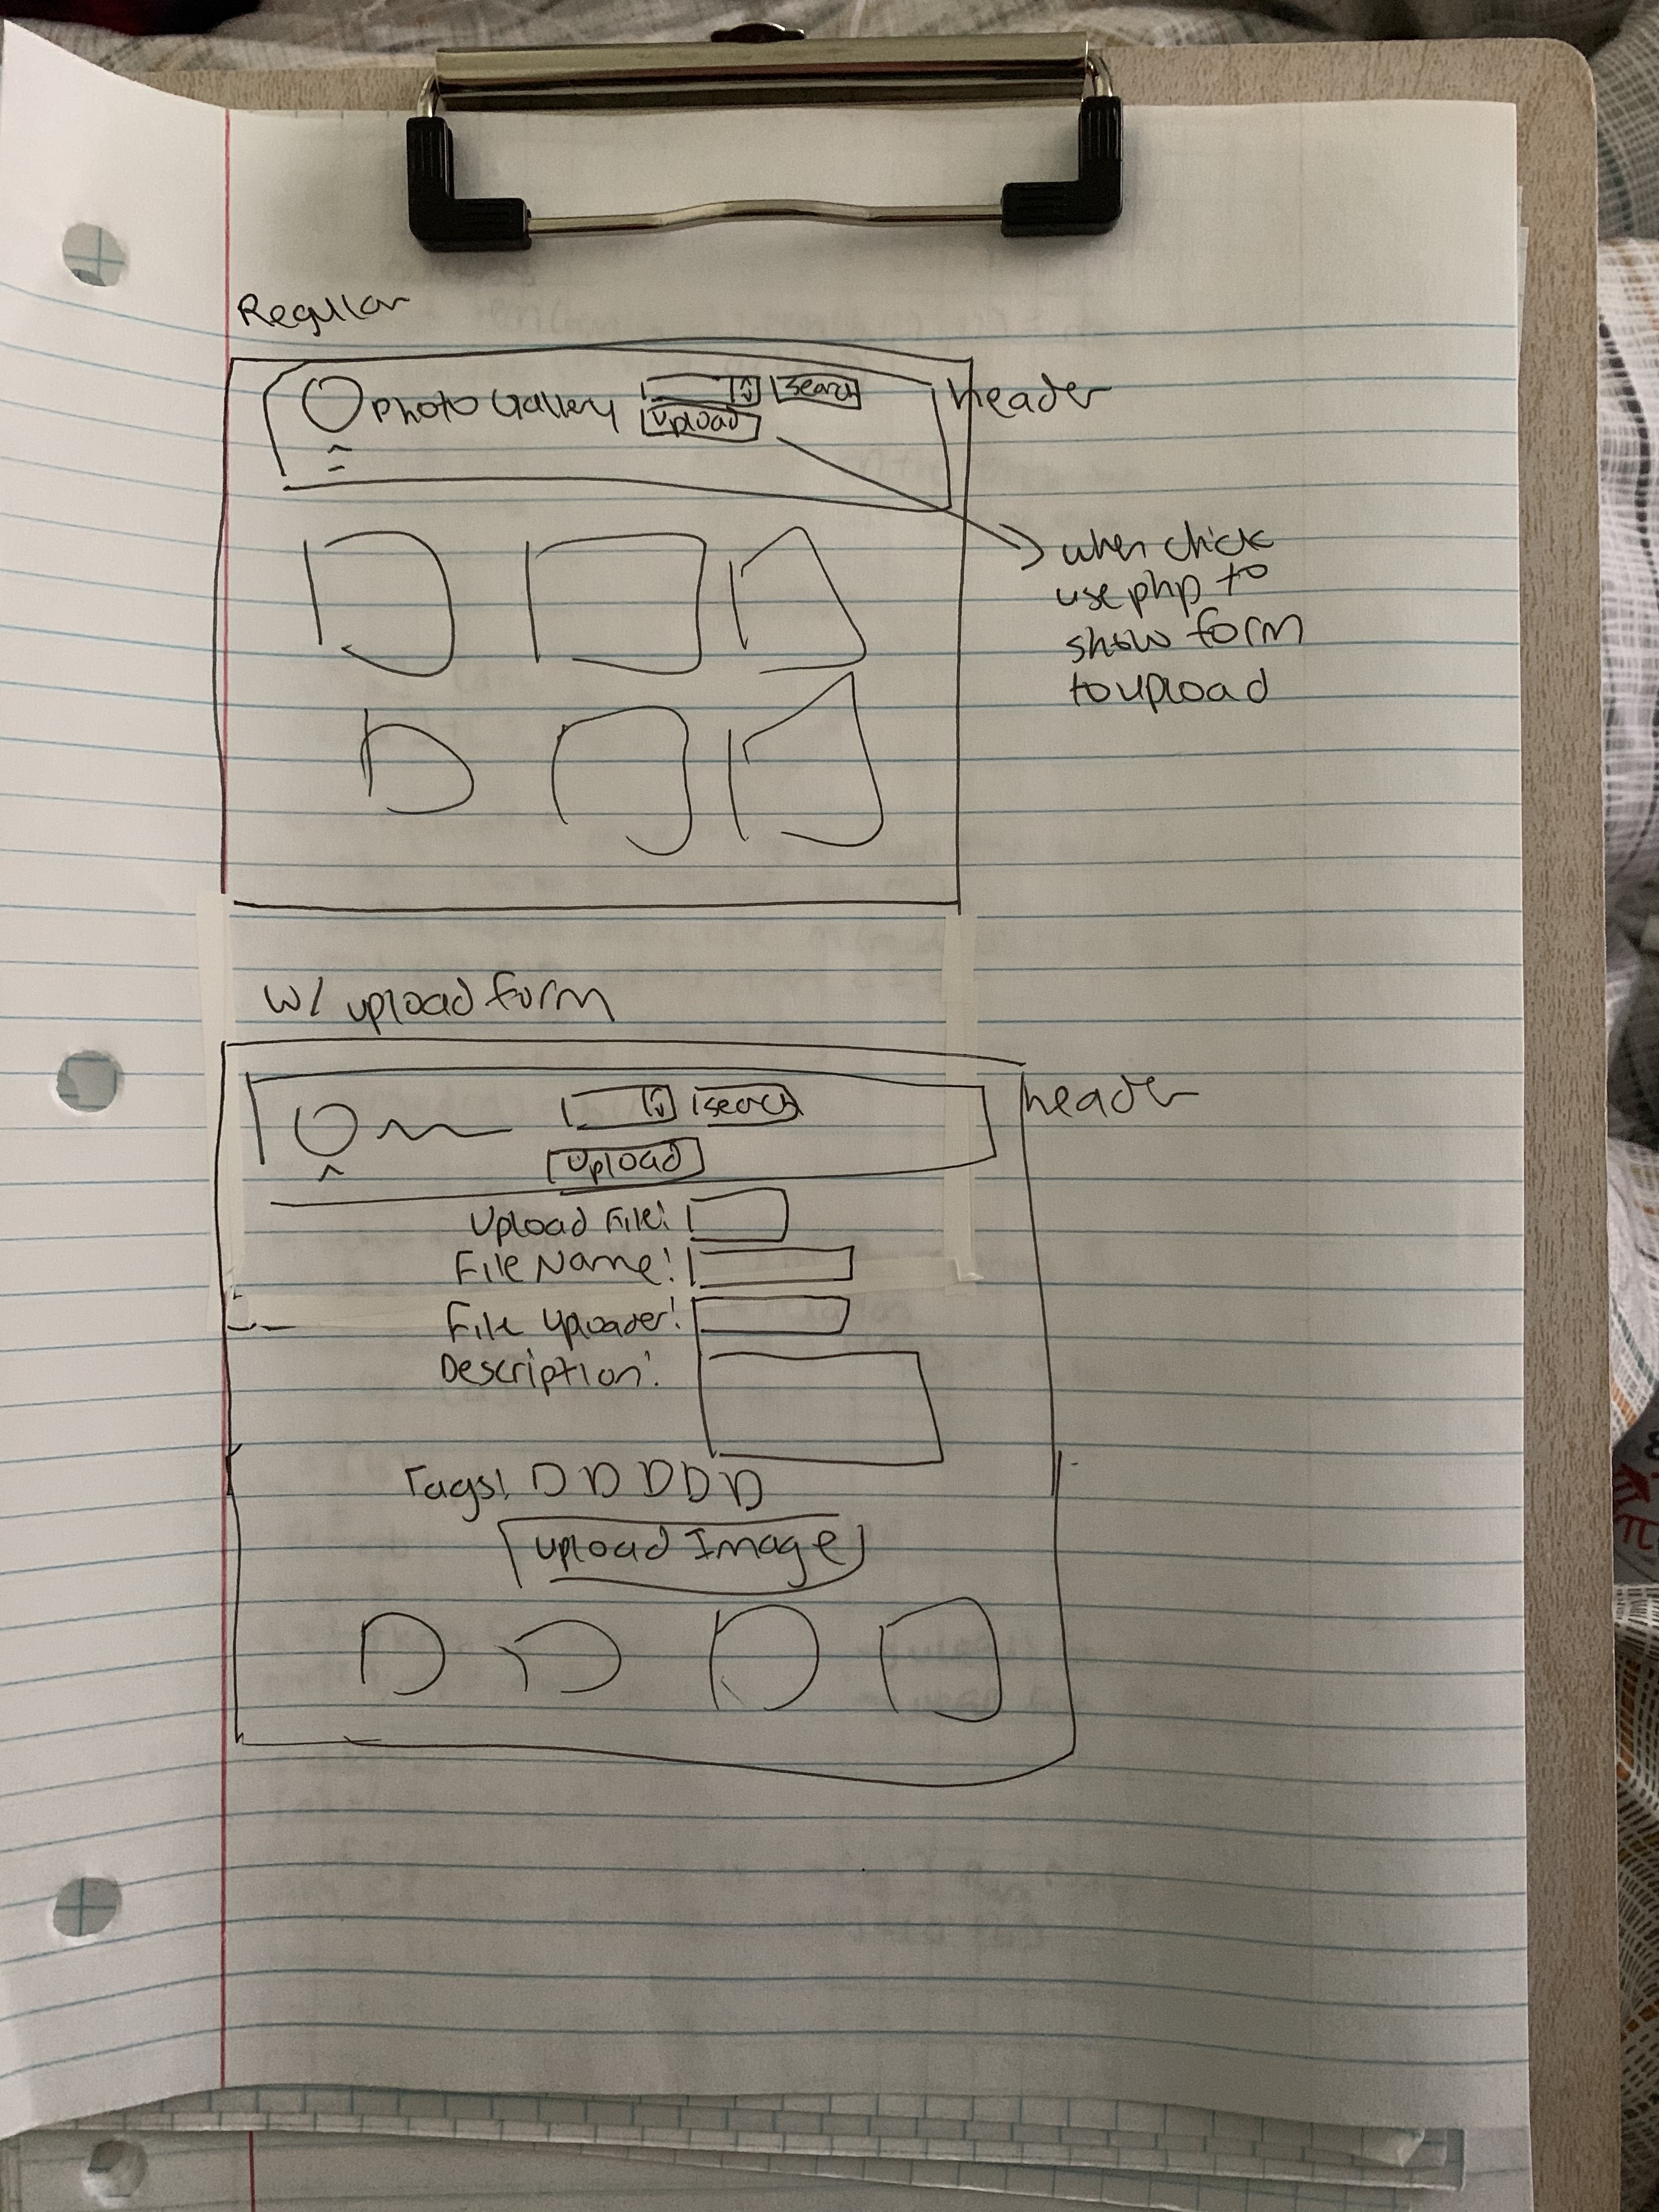 Regular
Photo Gallery
Search
Upload
header
when click
use php to
show form
to upload
w/ upload form
search
Upload
header
Upload File:
File Name:
File Uploader:
Description:
Tags:
upload Image